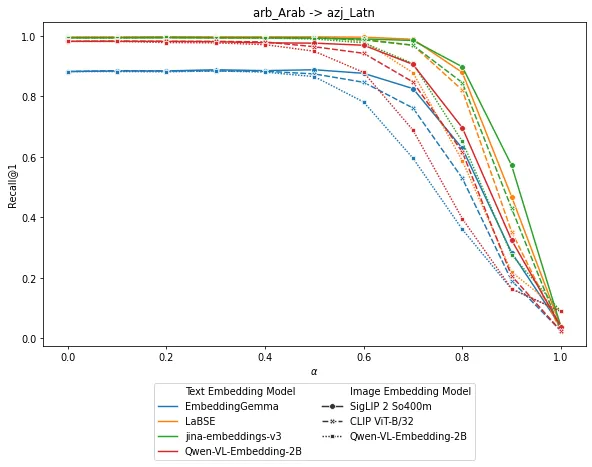 arb_Arab -> azj_Latn
Recall@1
1.0
0.8
0.6
0.4
0.2
0.0
0.0 0.2 0.4 0.6 0.8 1.0
α
Text Embedding Model
EmbeddingGemma
LaBSE
jina-embeddings-v3
Qwen-VL-Embedding-2B
Image Embedding Model
SigLIP 2 So400m
CLIP ViT-B/32
Qwen-VL-Embedding-2B